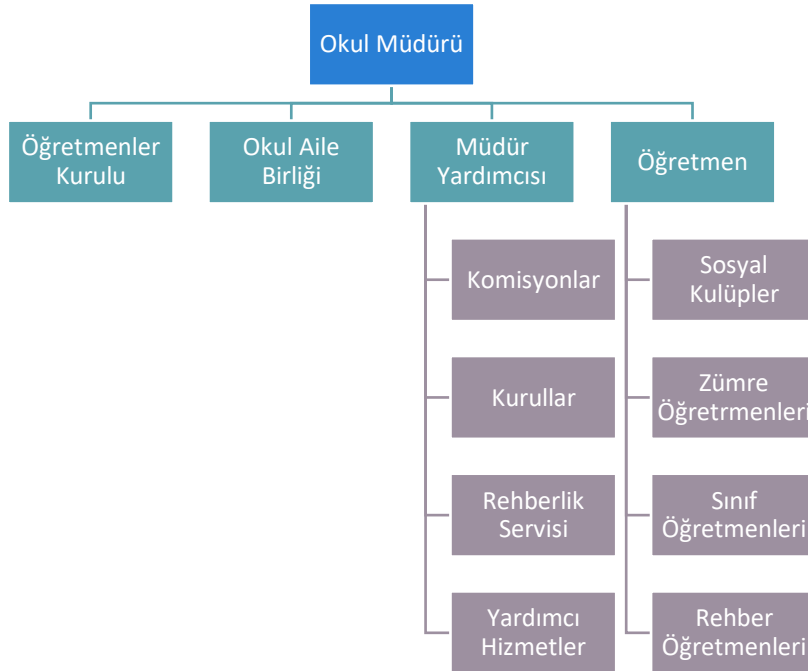 Okul Müdürü
Öğretmenler
Kurulu
Okul Aile
Birliği
Müdür
Yardımcısı
Öğretmen
Komisyonlar
Kurullar
Rehberlik
Servisi
Yardımcı
Hizmetler
Sosyal
Kulüpler
Zümre
Öğretrmenleri
Sınıf
Öğretmenleri
Rehber
Öğretmenleri